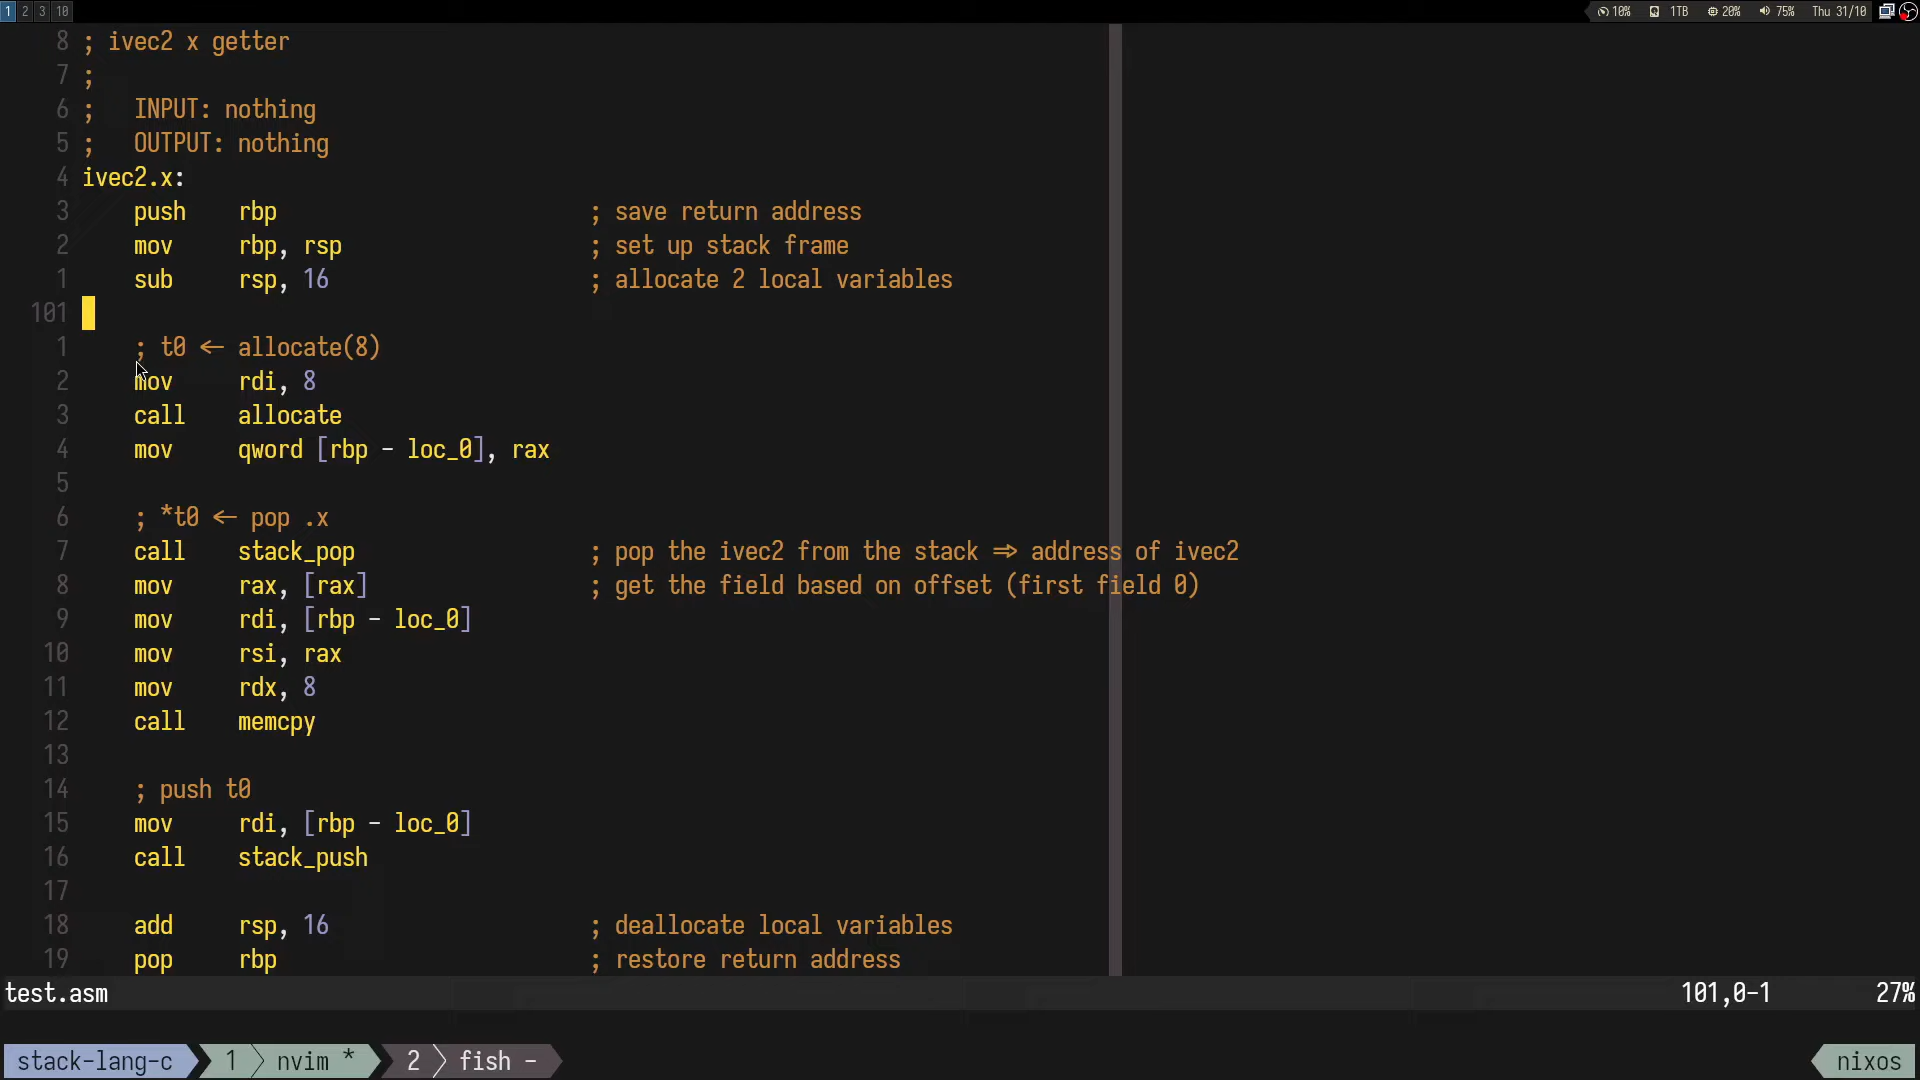 1 2 3 10 10% 1TB 20% 75% Thu 31/10
8 ; ivec2 x getter
7 ;
6 ;   INPUT: nothing
5 ;   OUTPUT: nothing
4 ivec2.x:
3     push    rbp                        ; save return address
2     mov     rbp, rsp                   ; set up stack frame
1     sub     rsp, 16                    ; allocate 2 local variables
101
1     ; t0 <- allocate(8)
2     mov     rdi, 8
3     call    allocate
4     mov     qword [rbp - loc_0], rax
5
6     ; *t0 <- pop .x
7     call    stack_pop                  ; pop the ivec2 from the stack => address of ivec2
8     mov     rax, [rax]                 ; get the field based on offset (first field 0)
9     mov     rdi, [rbp - loc_0]
10     mov     rsi, rax
11     mov     rdx, 8
12     call    memcpy
13
14     ; push t0
15     mov     rdi, [rbp - loc_0]
16     call    stack_push
17
18     add     rsp, 16                    ; deallocate local variables
19     pop     rbp                        ; restore return address
test.asm 101,0-1 27%
stack-lang-c 1 nvim * 2 fish - nixos